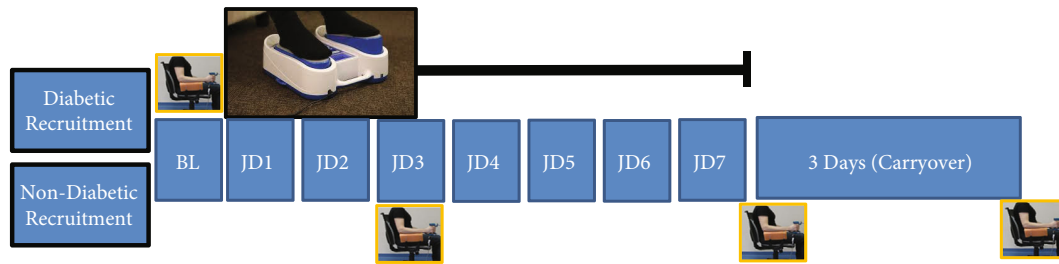 Diabetic
Recruitment
Non-Diabetic
Recruitment
BL
JD1
JD2
JD3
JD4
JD5
JD6
JD7
3 Days (Carryover)